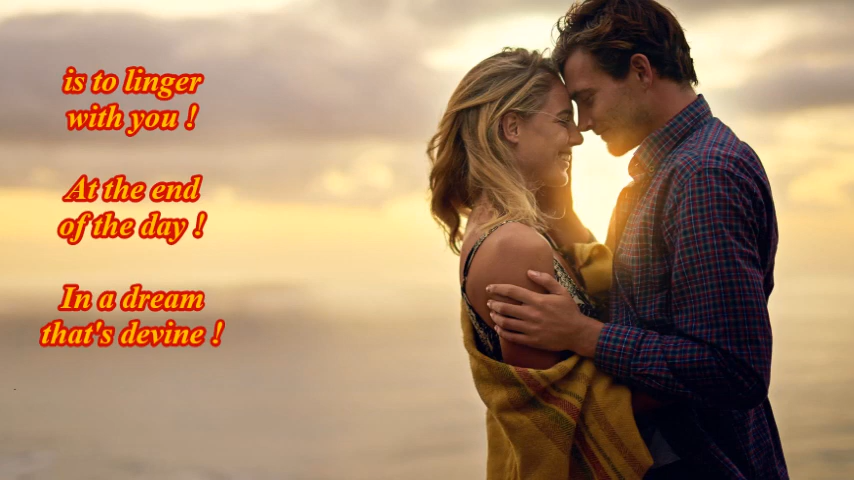 is to linger
with you !
At the end
of the day !
In a dream
that's devine !